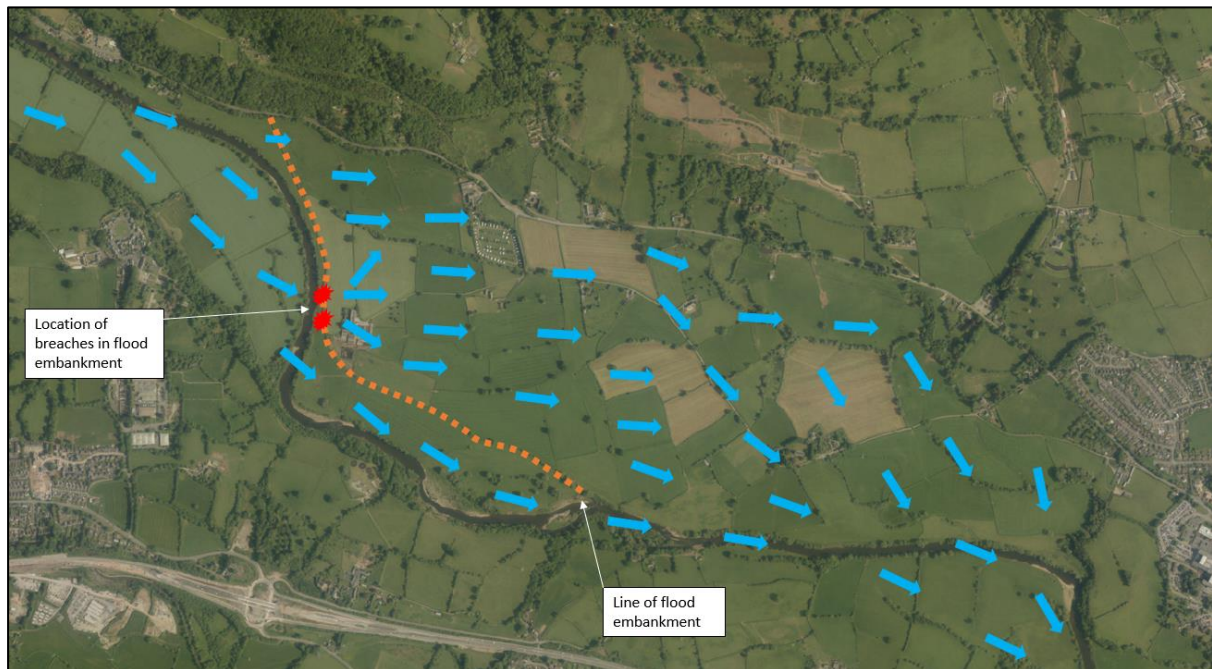 Location of
breaches in flood
embankment
Line of flood
embankment